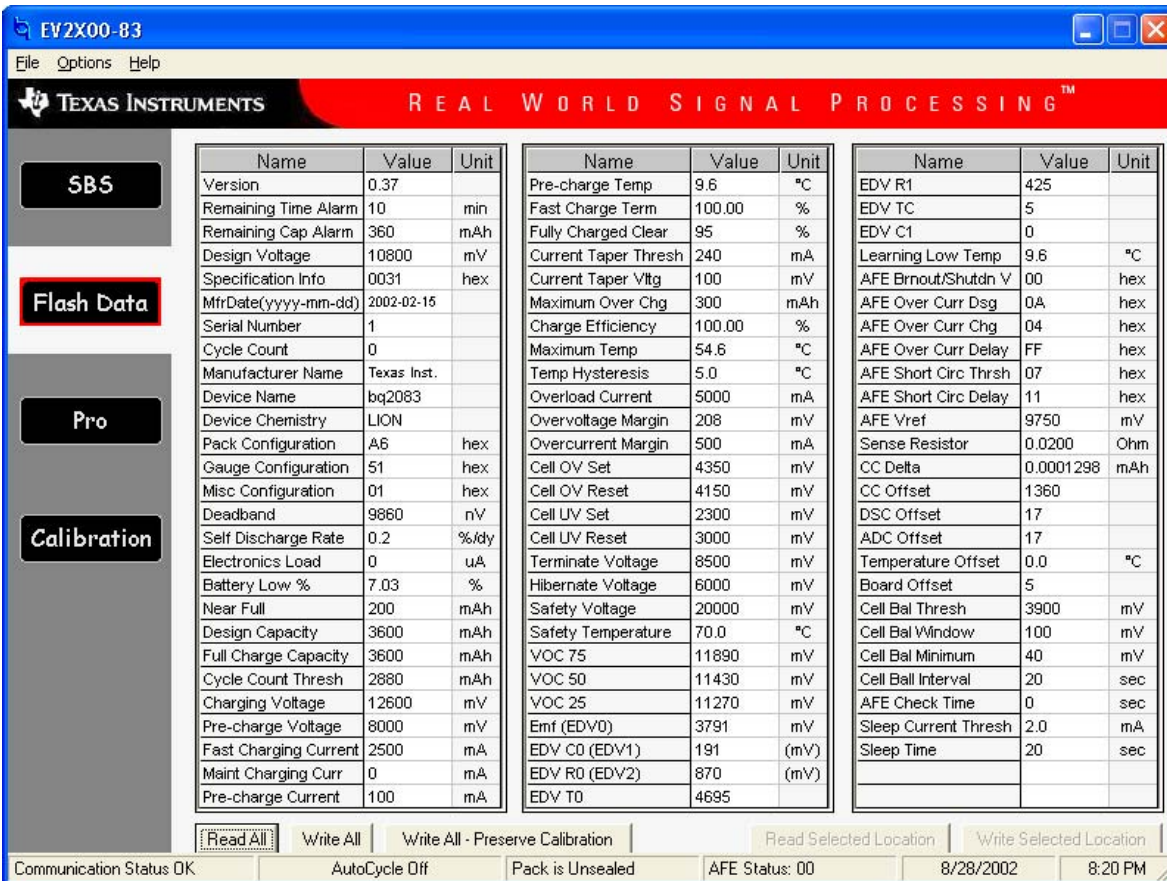 EV2X00-83
File Options Help
TEXAS INSTRUMENTS REAL WORLD SIGNAL PROCESSING™
SBS
Flash Data
Pro
Calibration
Name Value Unit
Version 0.37
Remaining Time Alarm 10 min
Remaining Cap Alarm 360 mAh
Design Voltage 10800 mV
Specification Info 0031 hex
MfrDate(yyyy-mm-dd) 2002-02-15
Serial Number 1
Cycle Count 0
Manufacturer Name Texas Inst.
Device Name bq2083
Device Chemistry LION
Pack Configuration A6 hex
Gauge Configuration 51 hex
Misc Configuration 01 hex
Deadband 9860 nV
Self Discharge Rate 0.2 %/dy
Electronics Load 0 uA
Battery Low % 7.03 %
Near Full 200 mAh
Design Capacity 3600 mAh
Full Charge Capacity 3600 mAh
Cycle Count Thresh 2880 mAh
Charging Voltage 12600 mV
Pre-charge Voltage 8000 mV
Fast Charging Current 2500 mA
Maint Charging Curr 0 mA
Pre-charge Current 100 mA
Name Value Unit
Pre-charge Temp 9.6 °C
Fast Charge Term 100.00 %
Fully Charged Clear 95 %
Current Taper Thresh 240 mA
Current Taper Vltg 100 mV
Maximum Over Chg 300 mAh
Charge Efficiency 100.00 %
Maximum Temp 54.6 °C
Temp Hysteresis 5.0 °C
Overload Current 5000 mA
Overvoltage Margin 208 mV
Overcurrent Margin 500 mA
Cell OV Set 4350 mV
Cell OV Reset 4150 mV
Cell UV Set 2300 mV
Cell UV Reset 3000 mV
Terminate Voltage 8500 mV
Hibernate Voltage 6000 mV
Safety Voltage 20000 mV
Safety Temperature 70.0 °C
VOC 75 11890 mV
VOC 50 11430 mV
VOC 25 11270 mV
Emf (EDV0) 3791 mV
EDV C0 (EDV1) 191 (mV)
EDV R0 (EDV2) 870 (mV)
EDV T0 4695
Name Value Unit
EDV R1 425
EDV TC 5
EDV C1 0
Learning Low Temp 9.6 °C
AFE Brnout/Shutdn V 00 hex
AFE Over Curr Dsg 0A hex
AFE Over Curr Chg 04 hex
AFE Over Curr Delay FF hex
AFE Short Circ Thrsh 07 hex
AFE Short Circ Delay 11 hex
AFE Vref 9750 mV
Sense Resistor 0.0200 Ohm
CC Delta 0.0001298 mAh
CC Offset 1360
DSC Offset 17
ADC Offset 17
Temperature Offset 0.0 °C
Board Offset 5
Cell Bal Thresh 3900 mV
Cell Bal Window 100 mV
Cell Bal Minimum 40 mV
Cell Ball Interval 20 sec
AFE Check Time 0 sec
Sleep Current Thresh 2.0 mA
Sleep Time 20 sec
Read All Write All Write All - Preserve Calibration Read Selected Location Write Selected Location
Communication Status OK AutoCycle Off Pack is Unsealed AFE Status: 00 8/28/2002 8:20 PM